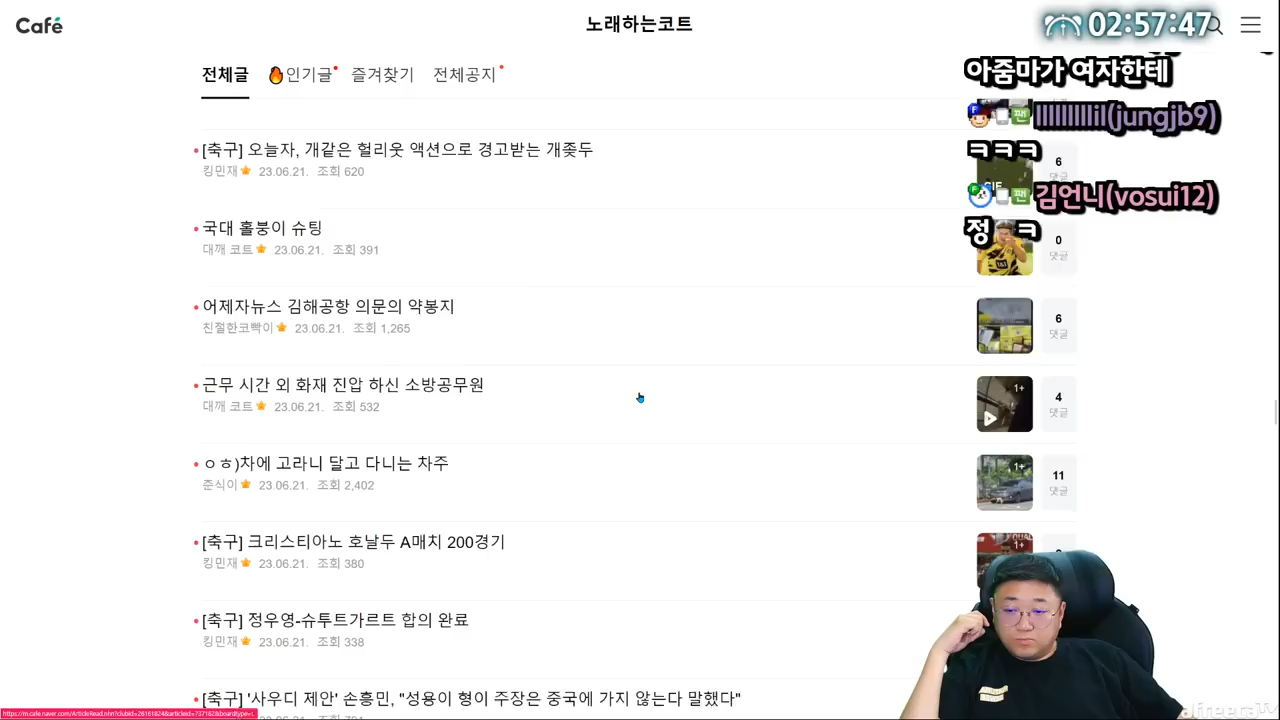 Café
노래하는코트
02:57:47
전체글
🔥인기글
즐겨찾기
전체공지
아줌마가 여자한테
llllllllllil(jungjb9)
ㅋㅋㅋ
김언니(vosui12)
정 ㅋ
[축구] 오늘자, 개같은 헐리웃 액션으로 경고받는 개좆두
킹민재 23.06.21. 조회 620
6
댓글
국대 홀붕이 슈팅
대깨 코트 23.06.21. 조회 391
0
댓글
어제자뉴스 김해공항 의문의 약봉지
친절한코빡이 23.06.21. 조회 1,265
6
댓글
근무 시간 외 화재 진압 하신 소방공무원
대깨 코트 23.06.21. 조회 532
1+
4
댓글
ㅇㅎ)차에 고라니 달고 다니는 차주
준식이 23.06.21. 조회 2,402
1+
11
댓글
[축구] 크리스티아노 호날두 A매치 200경기
킹민재 23.06.21. 조회 380
1+
[축구] 정우영-슈투트가르트 합의 완료
킹민재 23.06.21. 조회 338
[축구] '사우디 제안' 손흥민, "성용이 형이 주장은 중국에 가지 않는다 말했다"
afreecaTV